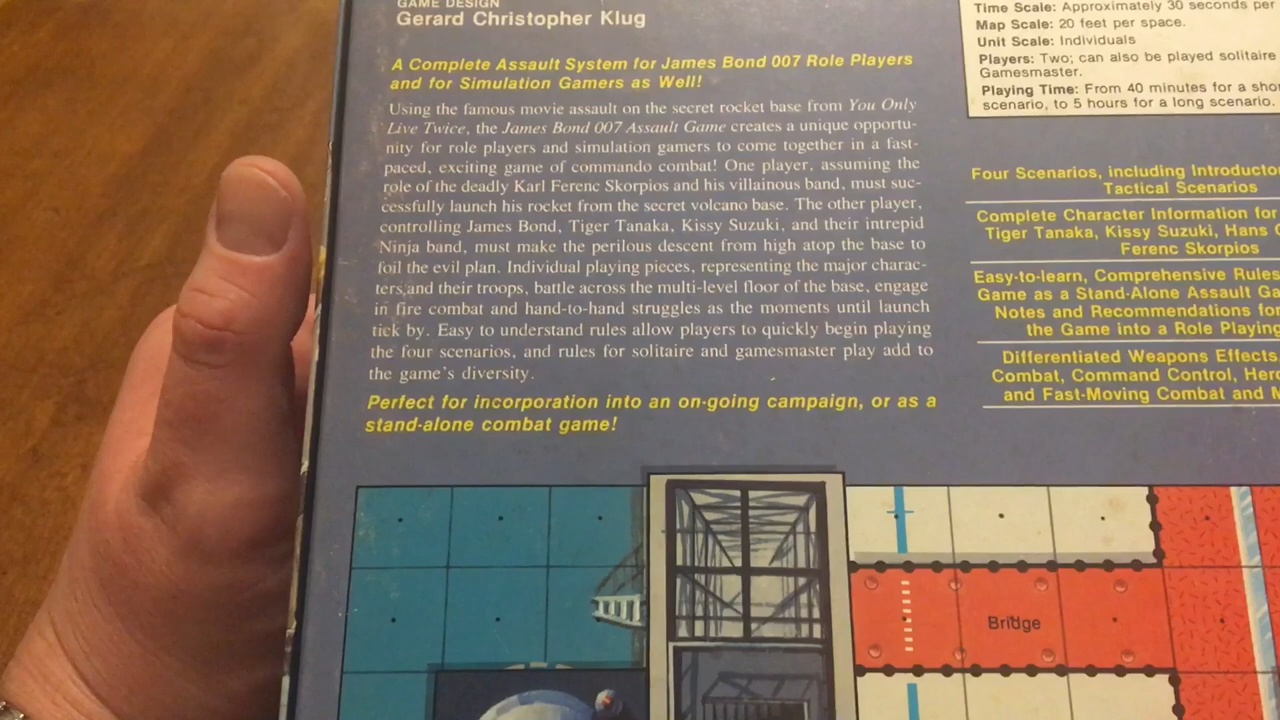 GAME DESIGN
Gerard Christopher Klug
A Complete Assault System for James Bond 007 Role Players
and for Simulation Gamers as Well!
Using the famous movie assault on the secret rocket base from You Only
Live Twice, the James Bond 007 Assault Game creates a unique opportu-
nity for role players and simulation gamers to come together in a fast-
paced, exciting game of commando combat! One player, assuming the
role of the deadly Karl Ferenc Skorpios and his villainous band, must suc-
cessfully launch his rocket from the secret volcano base. The other player,
controlling James Bond, Tiger Tanaka, Kissy Suzuki, and their intrepid
Ninja band, must make the perilous descent from high atop the base to
foil the evil plan. Individual playing pieces, representing the major charac-
ters, and their troops, battle across the multi-level floor of the base, engage
in fire combat and hand-to-hand struggles as the moments until launch
tick by. Easy to understand rules allow players to quickly begin playing
the four scenarios, and rules for solitaire and gamesmaster play add to
the game's diversity.
Perfect for incorporation into an on-going campaign, or as a
stand-alone combat game!
Time Scale: Approximately 30 seconds per
Map Scale: 20 feet per space.
Unit Scale: Individuals
Players: Two; can also be played solitaire
Gamesmaster.
Playing Time: From 40 minutes for a sho
scenario, to 5 hours for a long scenario.
Four Scenarios, including Introducto
Tactical Scenarios
Complete Character Information for
Tiger Tanaka, Kissy Suzuki, Hans
Ferenc Skorpios
Easy-to-learn, Comprehensive Rules
Game as a Stand-Alone Assault Ga
Notes and Recommendations for
the Game into a Role Playing
Differentiated Weapons Effects,
Combat, Command Control, Hero
and Fast-Moving Combat and M
Bridge